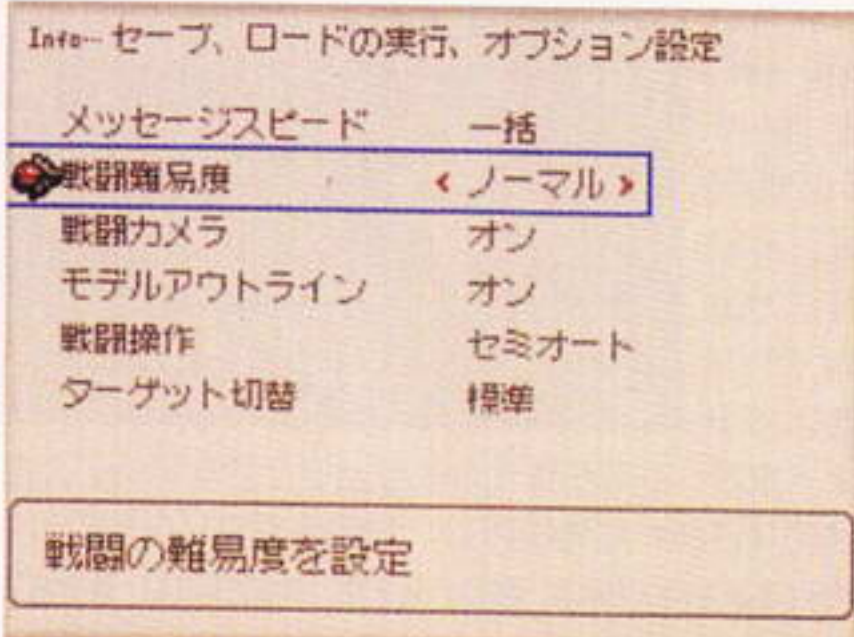 Info… セーブ、ロードの実行、オプション設定
メッセージスピード 一括
戦闘難易度 ‹ ノーマル ›
戦闘カメラ オン
モデルアウトライン オン
戦闘操作 セミオート
ターゲット切替 標準
戦闘の難易度を設定